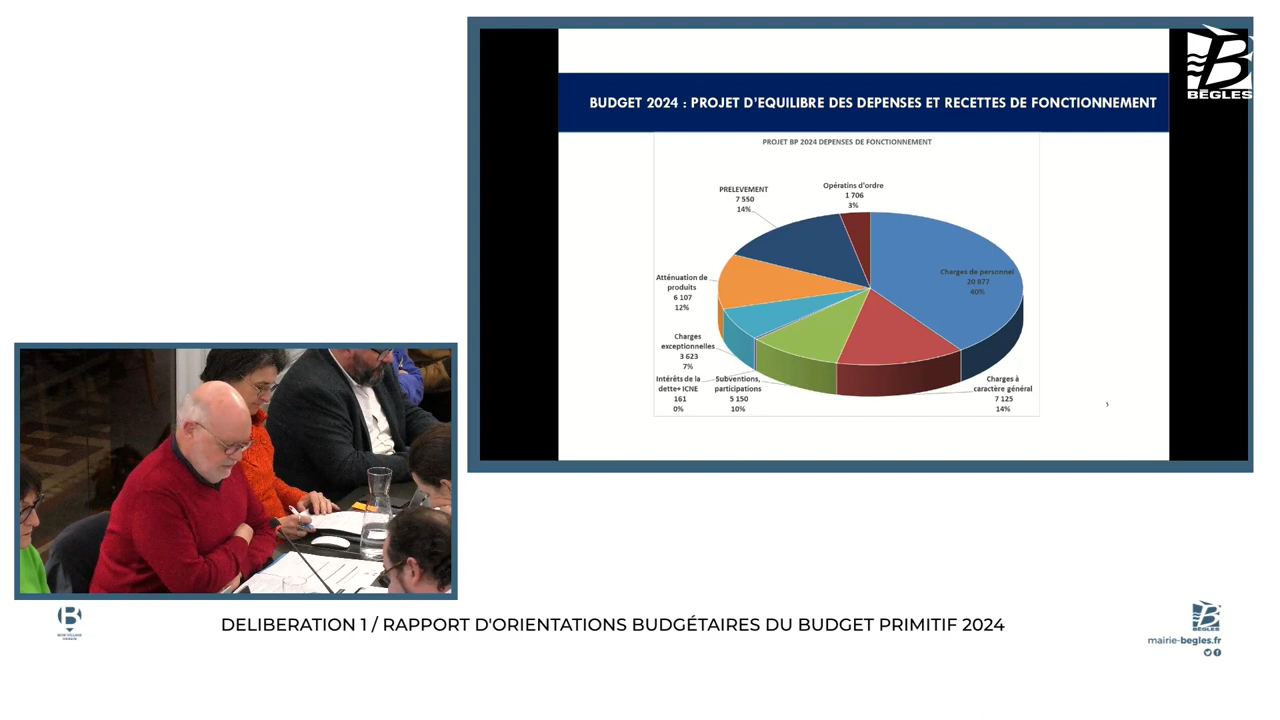 BEGLES
BUDGET 2024 : PROJET D'EQUILIBRE DES DEPENSES ET RECETTES DE FONCTIONNEMENT
PROJET BP 2024 DEPENSES DE FONCTIONNEMENT
PRELEVEMENT
7 550
14%
Opératins d'ordre
1 706
3%
Charges de personnel
20 877
40%
Atténuation de
produits
6 107
12%
Charges
exceptionnelles
3 623
7%
Intérêts de la
dette+ ICNE
161
0%
Subventions,
participations
5 150
10%
Charges à
caractère général
7 125
14%
5
DELIBERATION 1 / RAPPORT D'ORIENTATIONS BUDGÉTAIRES DU BUDGET PRIMITIF 2024
BEGLES
mairie-begles.fr